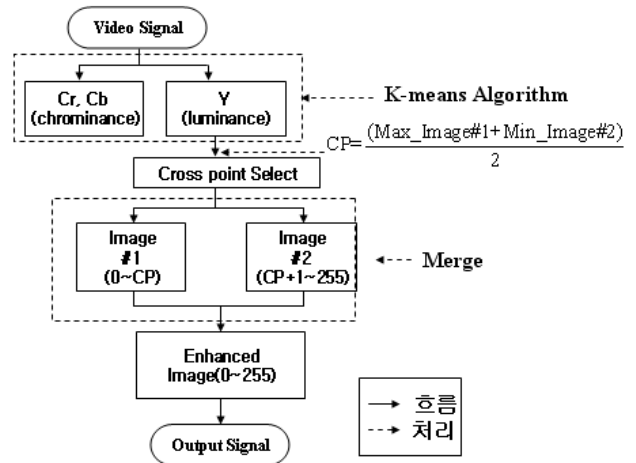 Video Signal
Cr, Cb
(chrominance)
Y
(luminance)
K-means Algorithm
CP=(Max_Image#1+Min_Image#2)
2
Cross point Select
Image
#1
(0~CP)
Image
#2
(CP+1~255)
Merge
Enhanced
Image(0~255)
흐름
처리
Output Signal